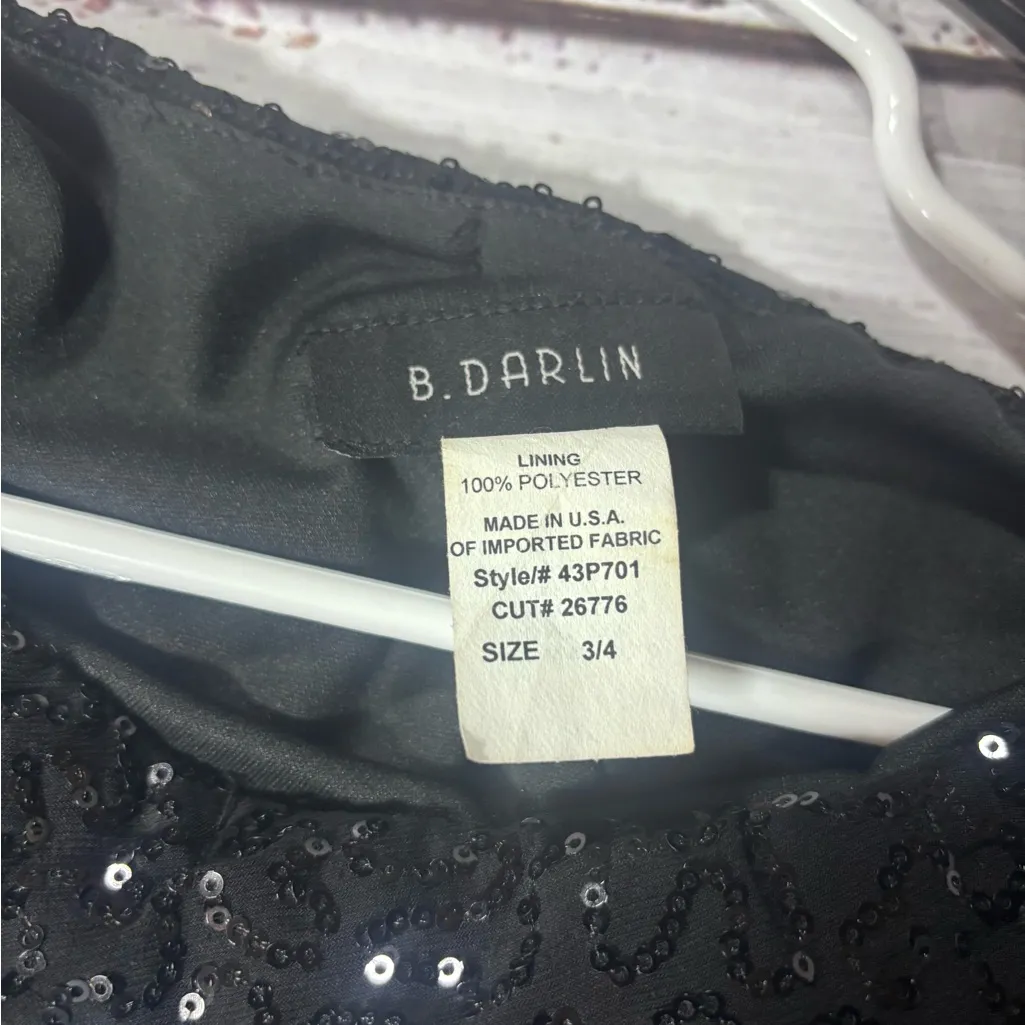 B. DARLIN
LINING
100% POLYESTER
MADE IN U.S.A.
OF IMPORTED FABRIC
Style/# 43P701
CUT# 26776
SIZE 3/4